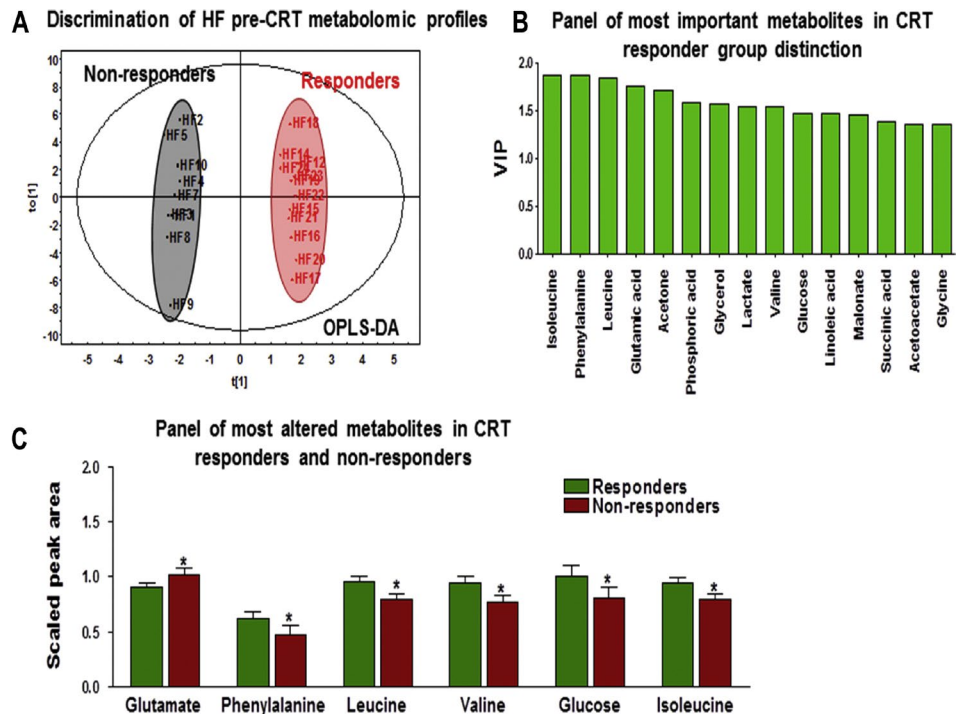 A Discrimination of HF pre-CRT metabolomic profiles
Non-responders
Responders
HF2
HF5
HF10
HF4
HF7
HF3
HF1
HF8
HF9
HF18
HF14
HF12
HF22
HF15
HF21
HF16
HF20
HF17
OPLS-DA
to[1]
10
8
6
4
2
0
-2
-4
-6
-8
-10
-5 -4 -3 -2 -1 0 1 2 3 4 5
t[1]
B Panel of most important metabolites in CRT
responder group distinction
VIP
2.0
1.5
1.0
0.5
0.0
Isoleucine
Phenylalanine
Leucine
Glutamic acid
Acetone
Phosphoric acid
Glycerol
Lactate
Valine
Glucose
Linoleic acid
Malonate
Succinic acid
Acetoacetate
Glycine
C Panel of most altered metabolites in CRT
responders and non-responders
Responders
Non-responders
Scaled peak area
2.0
1.5
1.0
0.5
0.0
* * * * * *
Glutamate Phenylalanine Leucine Valine Glucose Isoleucine